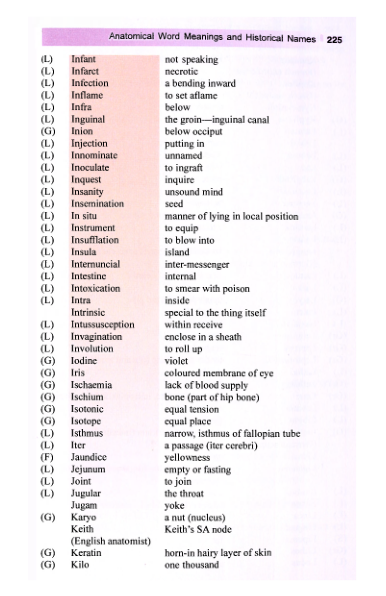 Anatomical Word Meanings and Historical Names 225
(L) Infant not speaking
(L) Infarct necrotic
(L) Infection a bending inward
(L) Inflame to set aflame
(L) Infra below
(L) Inguinal the groin—inguinal canal
(G) Inion below occiput
(L) Injection putting in
(L) Innominate unnamed
(L) Inoculate to ingraft
(L) Inquest inquire
(L) Insanity unsound mind
(L) Insemination seed
(L) In situ manner of lying in local position
(L) Instrument to equip
(L) Insufflation to blow into
(L) Insula island
(L) Internuncial inter-messenger
(L) Intestine internal
(L) Intoxication to smear with poison
(L) Intra inside
Intrinsic special to the thing itself
(L) Intussusception within receive
(L) Invagination enclose in a sheath
(L) Involution to roll up
(G) Iodine violet
(G) Iris coloured membrane of eye
(G) Ischaemia lack of blood supply
(G) Ischium bone (part of hip bone)
(G) Isotonic equal tension
(G) Isotope equal place
(L) Isthmus narrow, isthmus of fallopian tube
(L) Iter a passage (iter cerebri)
(F) Jaundice yellowness
(L) Jejunum empty or fasting
(L) Joint to join
(L) Jugular the throat
Jugam yoke
(G) Karyo a nut (nucleus)
Keith Keith's SA node
(English anatomist)
(G) Keratin horn-in hairy layer of skin
(G) Kilo one thousand